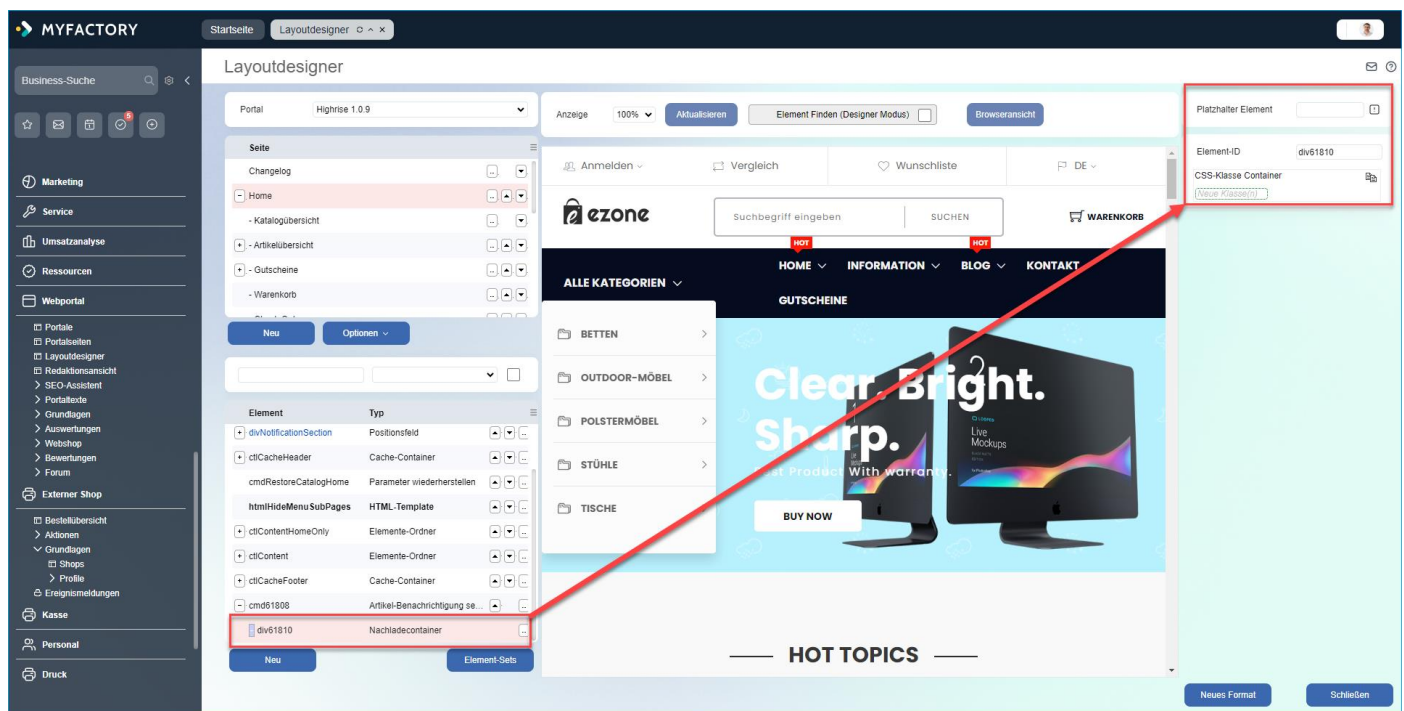 MYFACTORY
Startseite
Layoutdesigner
Business-Suche
5
Marketing
Service
Umsatzanalyse
Ressourcen
Webportal
Portale
Portalseiten
Layoutdesigner
Redaktionsansicht
SEO-Assistent
Portaltexte
Grundlagen
Auswertungen
Webshop
Bewertungen
Forum
Externer Shop
Bestellübersicht
Aktionen
Grundlagen
Shops
Profile
Ereignismeldungen
Kasse
Personal
Druck
Layoutdesigner
Portal Highrise 1.0.9
Seite
Changelog
Home
- Katalogübersicht
- Artikelübersicht
- Gutscheine
- Warenkorb
Neu Optionen
Element Typ
divNotificationSection Positionsfeld
ctlCacheHeader Cache-Container
cmdRestoreCatalogHome Parameter wiederherstellen
htmlHideMenuSubPages HTML-Template
ctlContentHomeOnly Elemente-Ordner
ctlContent Elemente-Ordner
ctlCacheFooter Cache-Container
cmd61808 Artikel-Benachrichtigung se...
div61810 Nachladecontainer
Neu Element-Sets
Anzeige 100% Aktualisieren Element Finden (Designer Modus) Browseransicht
Anmelden Vergleich Wunschliste DE
ezone Suchbegriff eingeben SUCHEN WARENKORB
HOT HOT
HOME INFORMATION BLOG KONTAKT
ALLE KATEGORIEN
GUTSCHEINE
BETTEN
OUTDOOR-MÖBEL
POLSTERMÖBEL
STÜHLE
TISCHE
Clear. Bright.
Sharp.
Best Product With warranty.
BUY NOW
Live
Mockups
HOT TOPICS
Platzhalter Element
Element-ID div61810
CSS-Klasse Container
Neue Klasse(n)
Neues Format Schließen